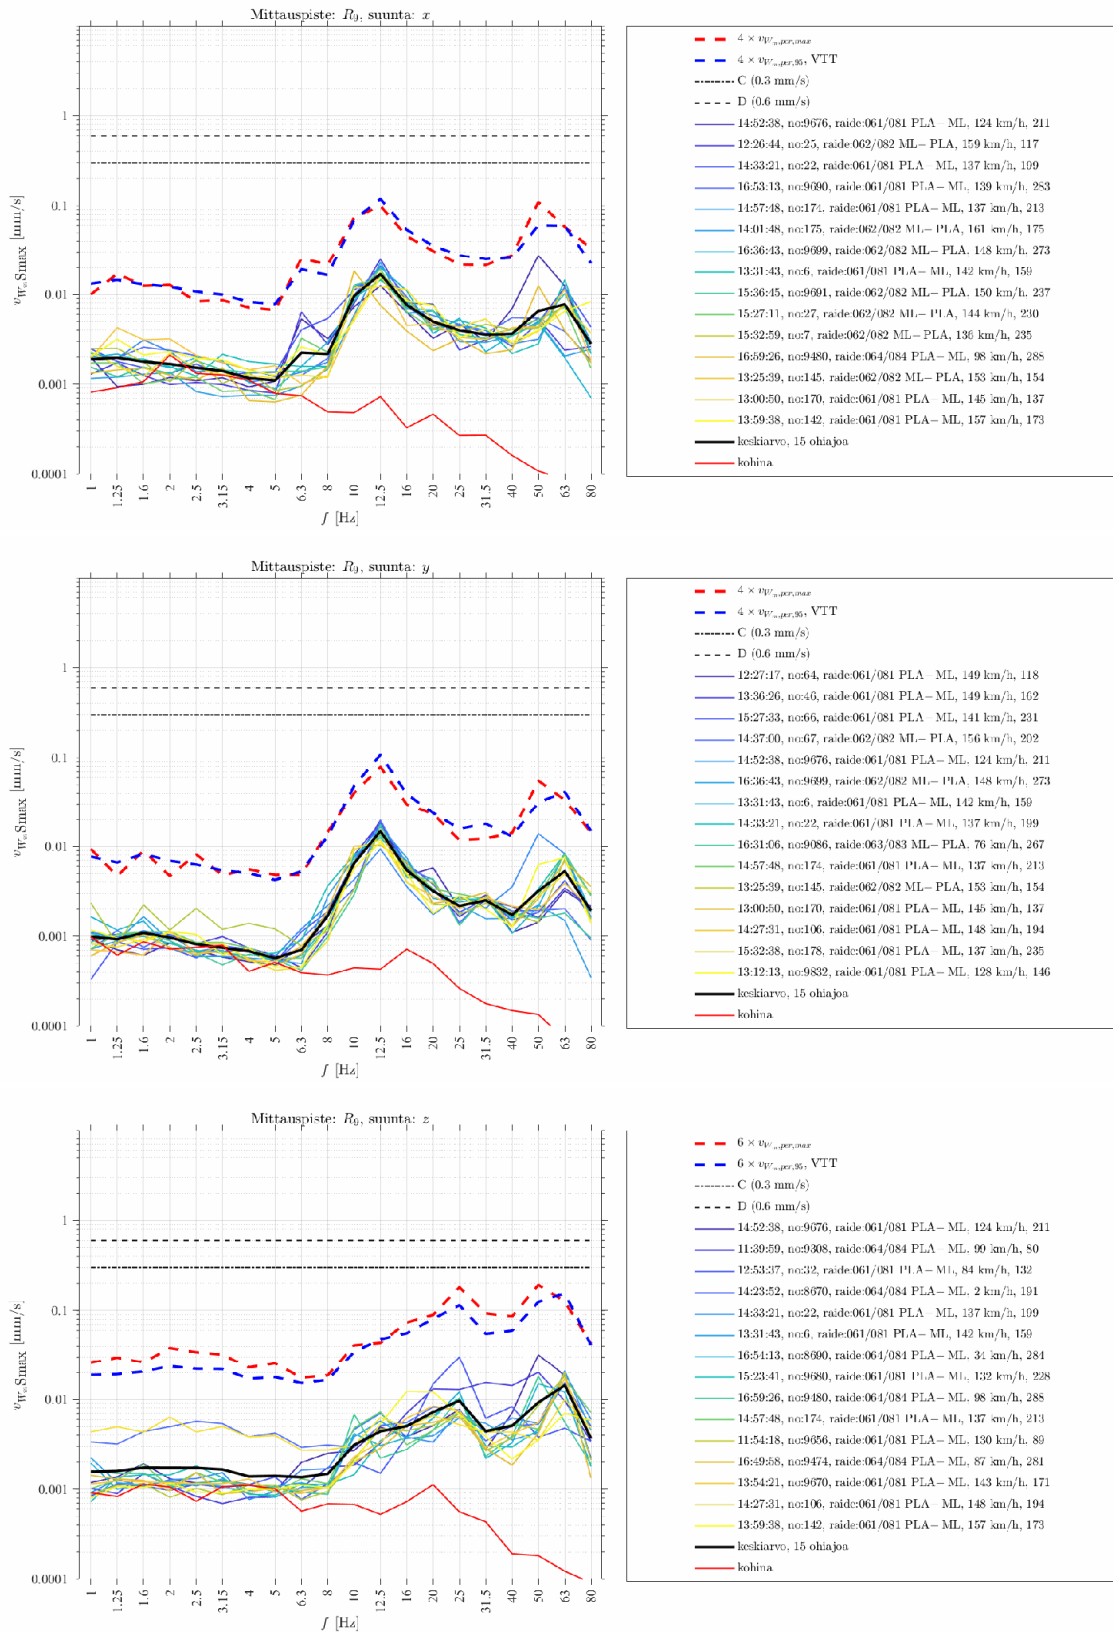 Mittauspiste: R₉, suunta: x
v_{W_m}Smax [mm/s]
1
0.1
0.01
0.001
0.0001
1 1.25 1.6 2 2.5 3.15 4 5 6.3 8 10 12.5 16 20 25 31.5 40 50 63 80
f [Hz]
4 × v_{W_m,per,max}
4 × v_{W_m,per,95}, VTT
C (0.3 mm/s)
D (0.6 mm/s)
14:52:38, no:9676, raide:061/081 PLA−ML, 124 km/h, 211
12:26:44, no:25, raide:062/082 ML−PLA, 159 km/h, 117
14:33:21, no:22, raide:061/081 PLA−ML, 137 km/h, 199
16:53:13, no:9690, raide:061/081 PLA−ML, 139 km/h, 283
14:57:48, no:174, raide:061/081 PLA−ML, 137 km/h, 213
14:01:48, no:175, raide:062/082 ML−PLA, 161 km/h, 175
16:36:43, no:9699, raide:062/082 ML−PLA, 148 km/h, 273
13:31:43, no:6, raide:061/081 PLA−ML, 142 km/h, 159
15:36:45, no:9691, raide:062/082 ML−PLA, 150 km/h, 237
15:27:11, no:27, raide:062/082 ML−PLA, 144 km/h, 230
15:32:59, no:7, raide:062/082 ML−PLA, 136 km/h, 235
16:59:26, no:9480, raide:064/084 PLA−ML, 98 km/h, 288
13:25:39, no:145, raide:062/082 ML−PLA, 153 km/h, 154
13:00:50, no:170, raide:061/081 PLA−ML, 145 km/h, 137
13:59:38, no:142, raide:061/081 PLA−ML, 157 km/h, 173
keskiarvo, 15 ohiajoa
kohina
Mittauspiste: R₉, suunta: y
v_{W_m}Smax [mm/s]
1
0.1
0.01
0.001
0.0001
1 1.25 1.6 2 2.5 3.15 4 5 6.3 8 10 12.5 16 20 25 31.5 40 50 63 80
f [Hz]
4 × v_{W_m,per,max}
4 × v_{W_m,per,95}, VTT
C (0.3 mm/s)
D (0.6 mm/s)
12:27:17, no:64, raide:061/081 PLA−ML, 149 km/h, 118
13:36:26, no:46, raide:061/081 PLA−ML, 149 km/h, 162
15:27:33, no:66, raide:061/081 PLA−ML, 141 km/h, 231
14:37:00, no:67, raide:062/082 ML−PLA, 156 km/h, 202
14:52:38, no:9676, raide:061/081 PLA−ML, 124 km/h, 211
16:36:43, no:9699, raide:062/082 ML−PLA, 148 km/h, 273
13:31:43, no:6, raide:061/081 PLA−ML, 142 km/h, 159
14:33:21, no:22, raide:061/081 PLA−ML, 137 km/h, 199
16:31:06, no:9086, raide:063/083 ML−PLA, 76 km/h, 267
14:57:48, no:174, raide:061/081 PLA−ML, 137 km/h, 213
13:25:39, no:145, raide:062/082 ML−PLA, 153 km/h, 154
13:00:50, no:170, raide:061/081 PLA−ML, 145 km/h, 137
14:27:31, no:106, raide:061/081 PLA−ML, 148 km/h, 194
15:32:38, no:178, raide:061/081 PLA−ML, 137 km/h, 235
13:12:13, no:9832, raide:061/081 PLA−ML, 128 km/h, 146
keskiarvo, 15 ohiajoa
kohina
Mittauspiste: R₉, suunta: z
v_{W_m}Smax [mm/s]
1
0.1
0.01
0.001
0.0001
1 1.25 1.6 2 2.5 3.15 4 5 6.3 8 10 12.5 16 20 25 31.5 40 50 63 80
f [Hz]
6 × v_{W_m,per,max}
6 × v_{W_m,per,95}, VTT
C (0.3 mm/s)
D (0.6 mm/s)
14:52:38, no:9676, raide:061/081 PLA−ML, 124 km/h, 211
11:39:59, no:9308, raide:064/084 PLA−ML, 99 km/h, 80
12:53:37, no:32, raide:061/081 PLA−ML, 84 km/h, 132
14:23:52, no:8670, raide:064/084 PLA−ML, 2 km/h, 191
14:33:21, no:22, raide:061/081 PLA−ML, 137 km/h, 199
13:31:43, no:6, raide:061/081 PLA−ML, 142 km/h, 159
16:54:13, no:8690, raide:064/084 PLA−ML, 34 km/h, 284
15:23:41, no:9680, raide:061/081 PLA−ML, 132 km/h, 228
16:59:26, no:9480, raide:064/084 PLA−ML, 98 km/h, 288
14:57:48, no:174, raide:061/081 PLA−ML, 137 km/h, 213
11:54:18, no:9656, raide:061/081 PLA−ML, 130 km/h, 89
16:49:58, no:9474, raide:064/084 PLA−ML, 87 km/h, 281
13:54:21, no:9670, raide:061/081 PLA−ML, 143 km/h, 171
14:27:31, no:106, raide:061/081 PLA−ML, 148 km/h, 194
13:59:38, no:142, raide:061/081 PLA−ML, 157 km/h, 173
keskiarvo, 15 ohiajoa
kohina